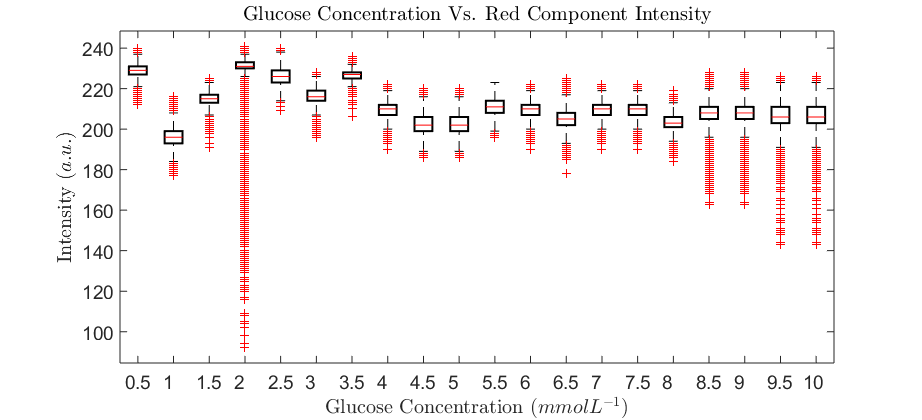 Glucose Concentration Vs. Red Component Intensity
Intensity (a.u.)
240
220
200
180
160
140
120
100
0.5 1 1.5 2 2.5 3 3.5 4 4.5 5 5.5 6 6.5 7 7.5 8 8.5 9 9.5 10
Glucose Concentration (mmolL⁻¹)